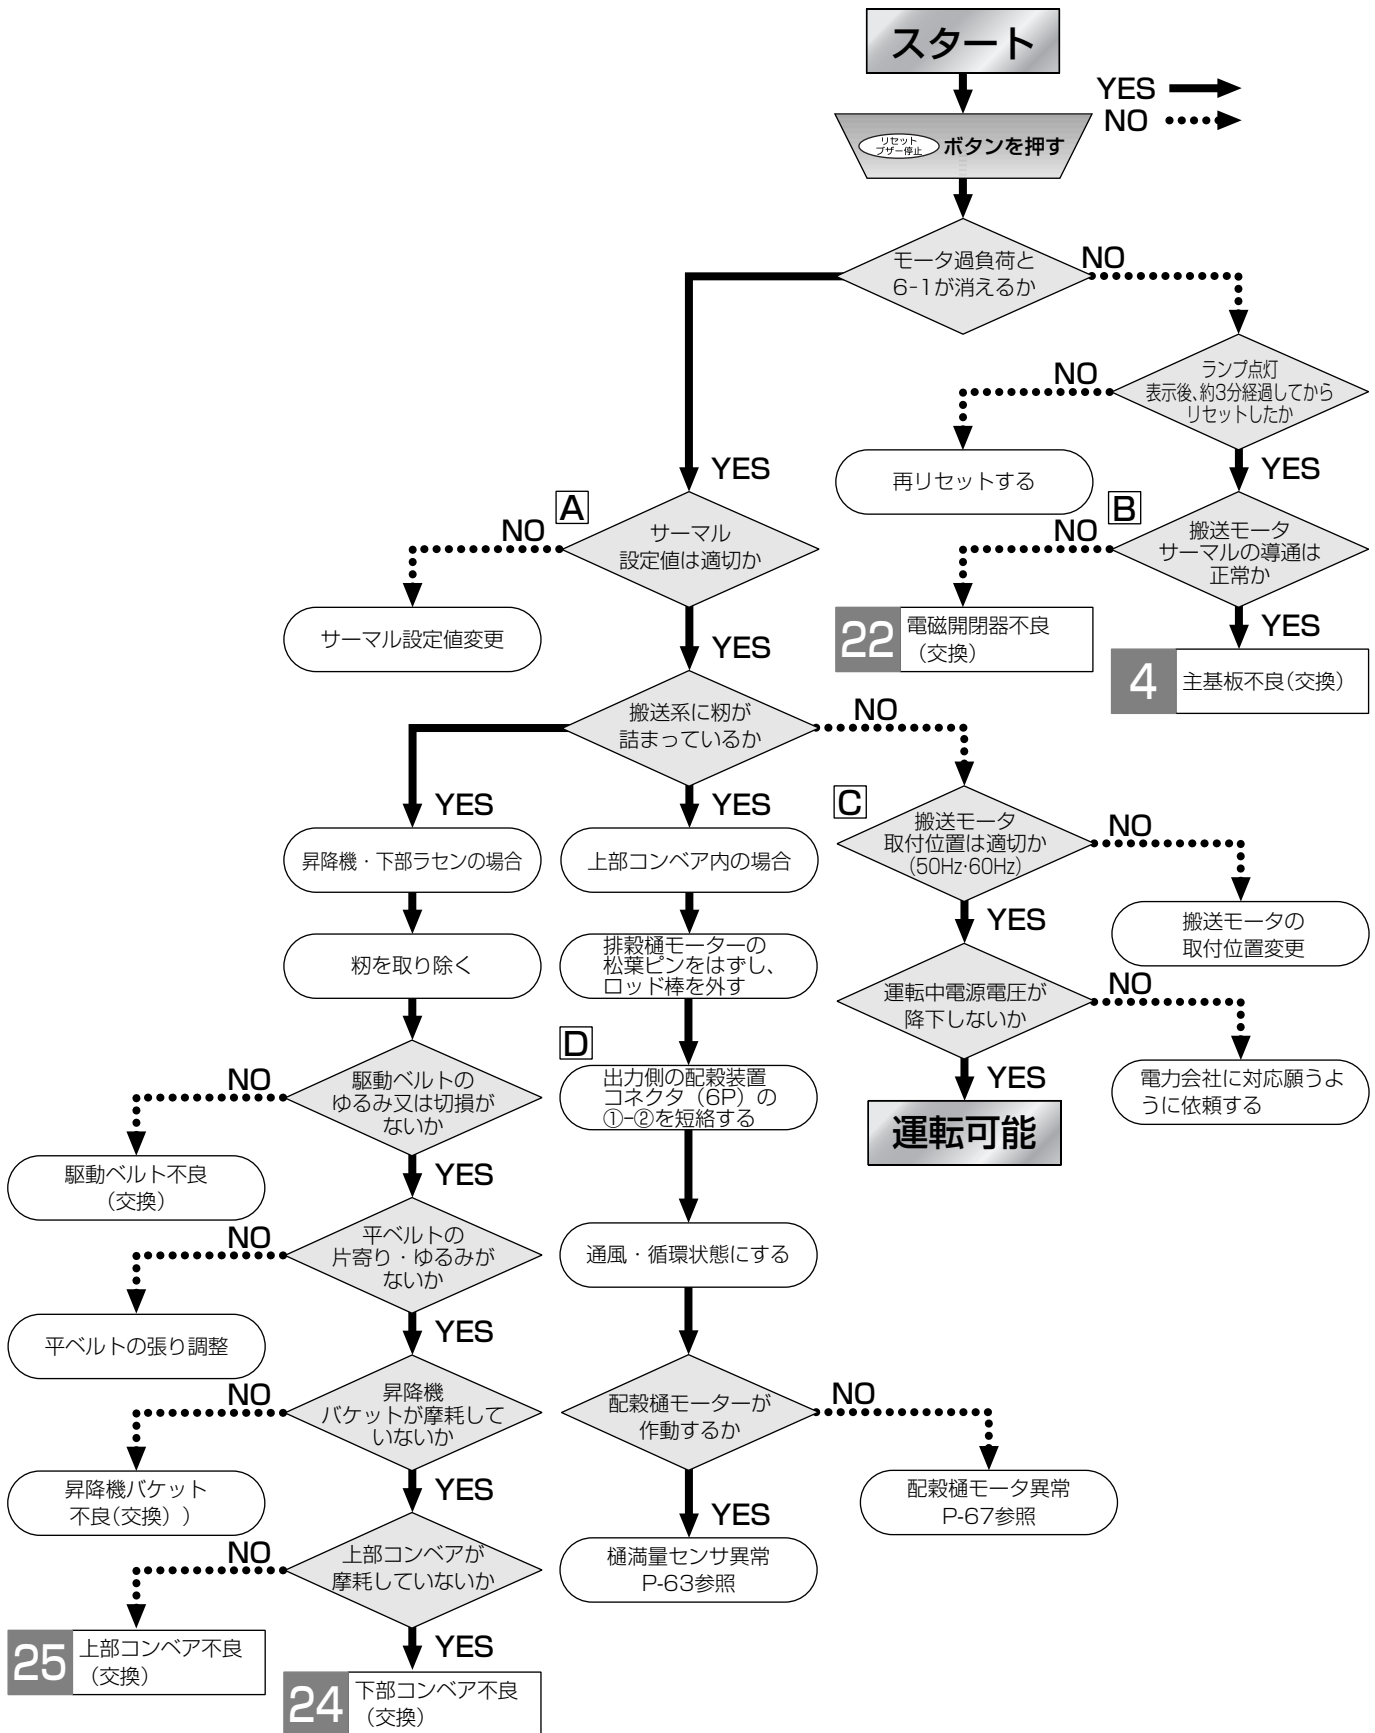 スタート
YES
NO
リセット
ブザー停止
ボタンを押す
モータ過負荷と
6-1が消えるか
NO
ランプ点灯
表示後、約3分経過してから
リセットしたか
NO
再リセットする
YES
YES
A
サーマル
設定値は適切か
NO
サーマル設定値変更
B
搬送モータ
サーマルの導通は
正常か
NO
22
電磁開閉器不良
（交換）
YES
4
主基板不良(交換)
YES
搬送系に籾が
詰まっているか
NO
YES
YES
昇降機・下部ラセンの場合
上部コンベア内の場合
C
搬送モータ
取付位置は適切か
(50Hz·60Hz)
NO
搬送モータの
取付位置変更
YES
籾を取り除く
排穀樋モーターの
松葉ピンをはずし、
ロッド棒を外す
運転中電源電圧が
降下しないか
NO
電力会社に対応願うよ
うに依頼する
YES
運転可能
D
出力側の配穀装置
コネクタ（6P）の
①-②を短絡する
駆動ベルトの
ゆるみ又は切損が
ないか
NO
駆動ベルト不良
（交換）
YES
平ベルトの
片寄り・ゆるみが
ないか
NO
平ベルトの張り調整
YES
通風・循環状態にする
昇降機
バケットが摩耗して
いないか
NO
昇降機バケット
不良(交換）)
YES
配穀樋モーターが
作動するか
NO
配穀樋モータ異常
P-67参照
YES
樋満量センサ異常
P-63参照
上部コンベアが
摩耗していないか
NO
25
上部コンベア不良
（交換）
YES
24
下部コンベア不良
（交換）